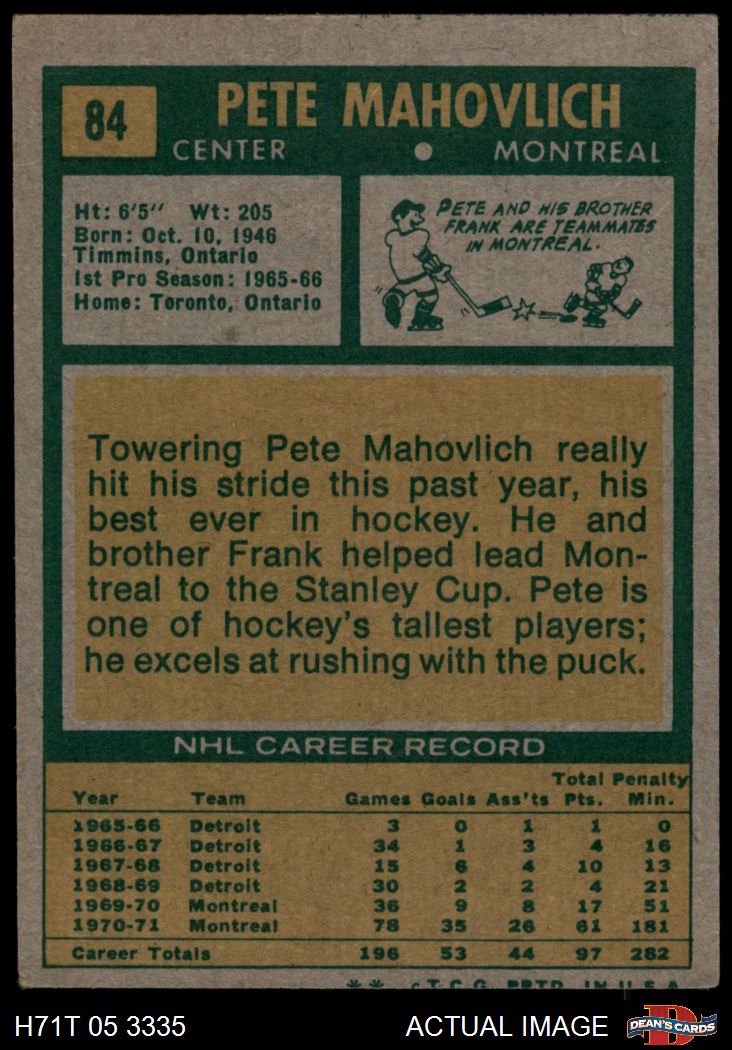 84
PETE MAHOVLICH
CENTER • MONTREAL
Ht: 6'5" Wt: 205
Born: Oct. 10, 1946
Timmins, Ontario
1st Pro Season: 1965-66
Home: Toronto, Ontario
PETE AND HIS BROTHER
FRANK ARE TEAMMATES
IN MONTREAL.
Towering Pete Mahovlich really
hit his stride this past year, his
best ever in hockey. He and
brother Frank helped lead Mon-
treal to the Stanley Cup. Pete is
one of hockey's tallest players;
he excels at rushing with the puck.
NHL CAREER RECORD
Total Penalty
Year Team Games Goals Ass'ts Pts. Min.
1965-66 Detroit 3 0 1 1 0
1966-67 Detroit 34 1 3 4 16
1967-68 Detroit 15 6 4 10 13
1968-69 Detroit 30 2 2 4 21
1969-70 Montreal 36 9 8 17 51
1970-71 Montreal 78 35 26 61 181
Career Totals 196 53 44 97 282
** ©T.C.G. PRTD. IN U.S.A.
H71T 05 3335 ACTUAL IMAGE
D
DEAN'S CARDS